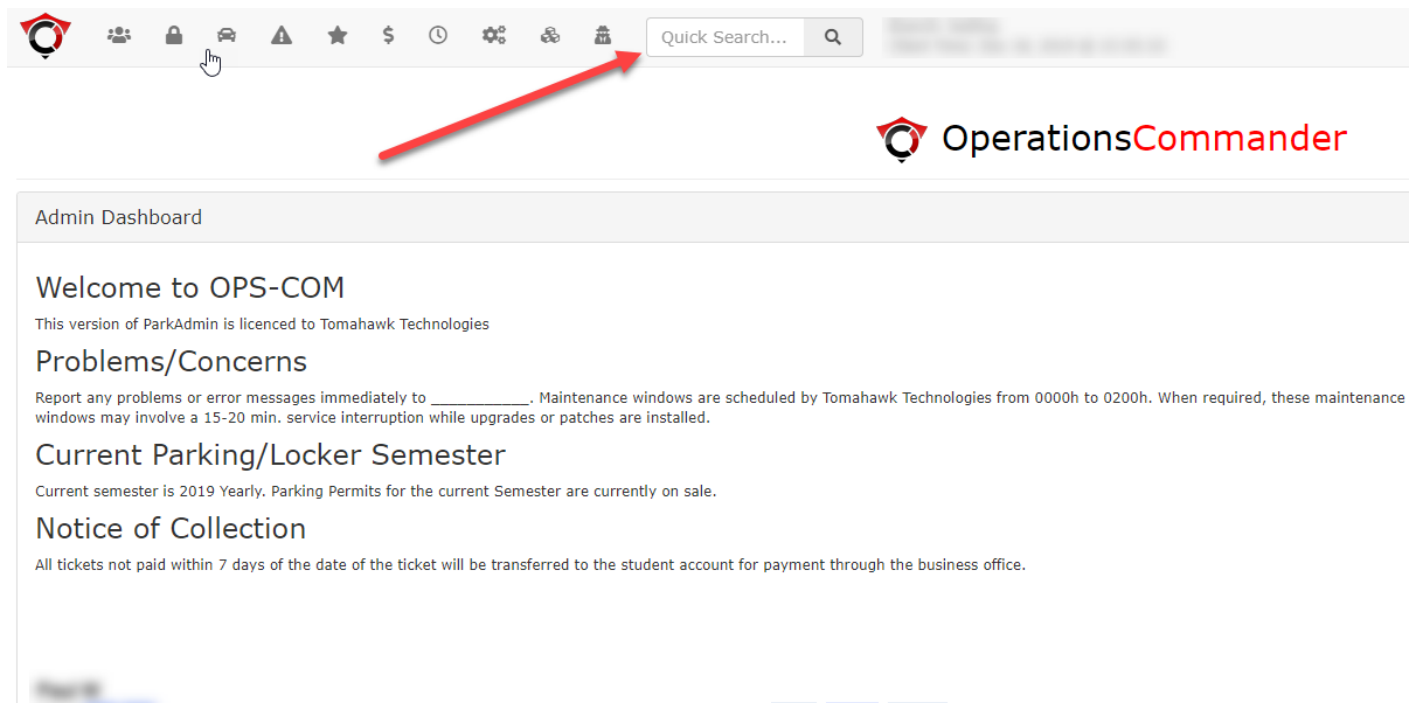 $
Quick Search...
OperationsCommander
Admin Dashboard
Welcome to OPS-COM
This version of ParkAdmin is licenced to Tomahawk Technologies
Problems/Concerns
Report any problems or error messages immediately to ___________. Maintenance windows are scheduled by Tomahawk Technologies from 0000h to 0200h. When required, these maintenance
windows may involve a 15-20 min. service interruption while upgrades or patches are installed.
Current Parking/Locker Semester
Current semester is 2019 Yearly. Parking Permits for the current Semester are currently on sale.
Notice of Collection
All tickets not paid within 7 days of the date of the ticket will be transferred to the student account for payment through the business office.